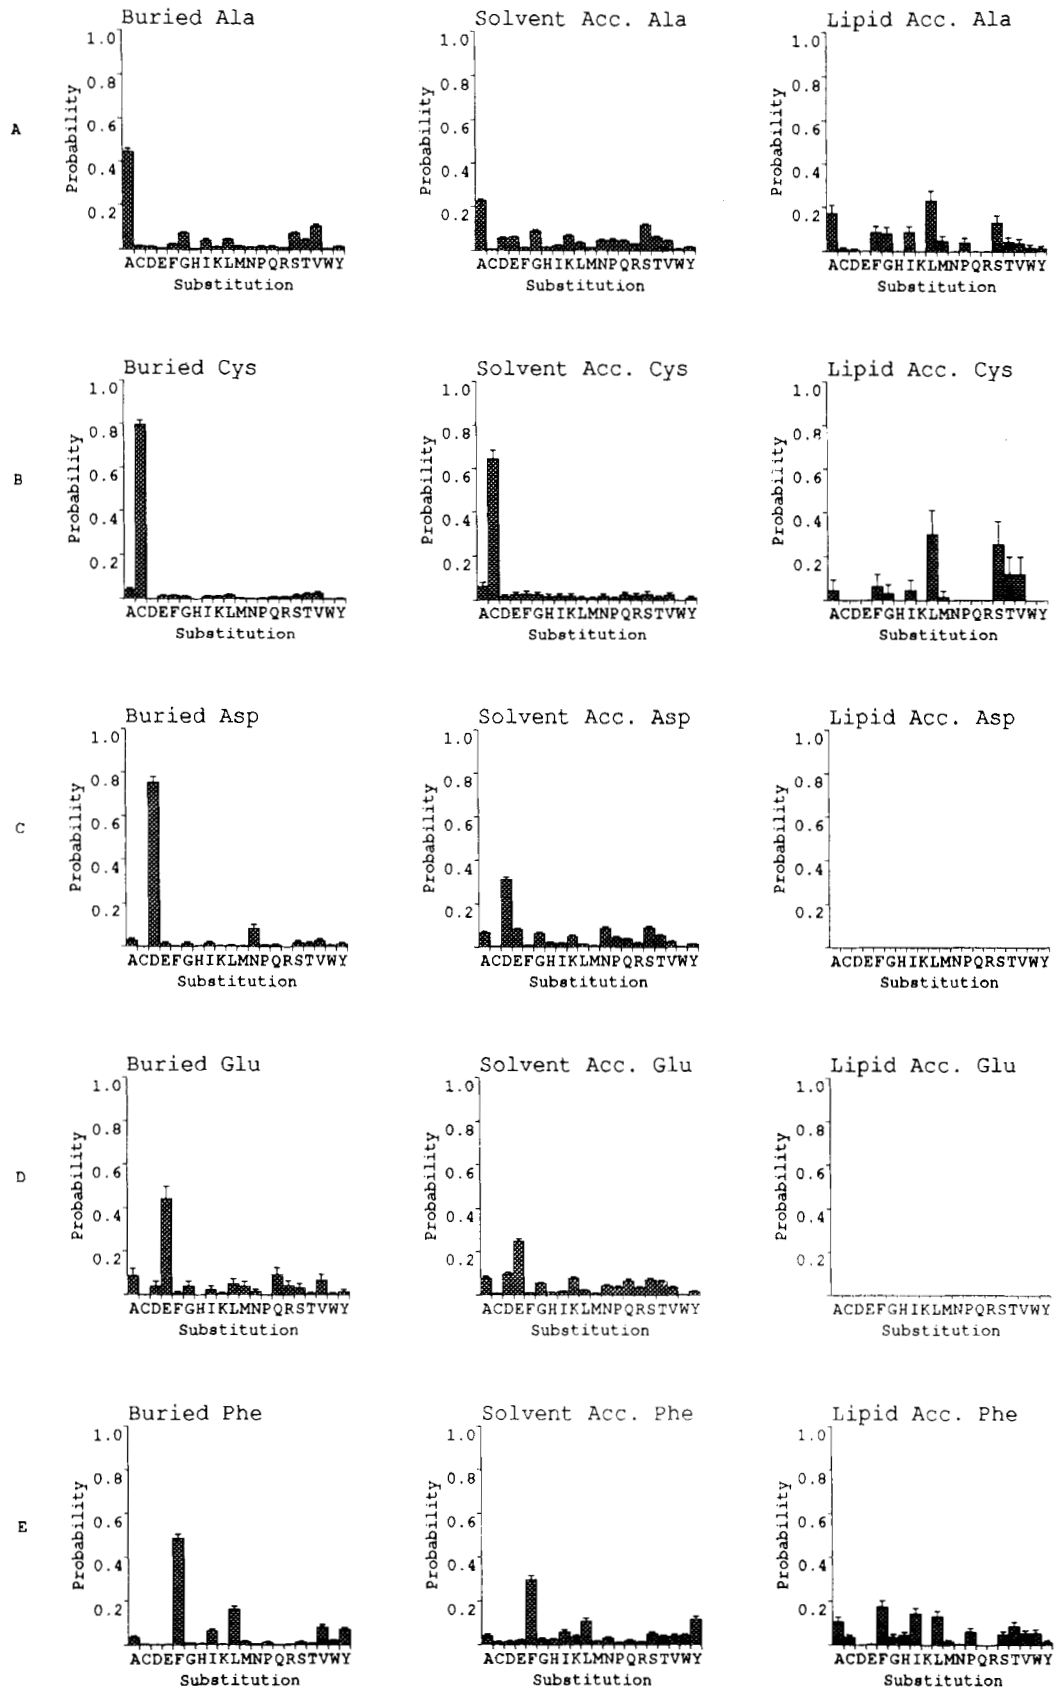 Buried Ala
Solvent Acc. Ala
Lipid Acc. Ala
A
Probability
1.0
0.8
0.6
0.4
0.2
ACDEFGHIKLMNPQRSTVWY
Substitution
Probability
1.0
0.8
0.6
0.4
0.2
ACDEFGHIKLMNPQRSTVWY
Substitution
Probability
1.0
0.8
0.6
0.4
0.2
ACDEFGHIKLMNPQRSTVWY
Substitution
Buried Cys
Solvent Acc. Cys
Lipid Acc. Cys
B
Probability
1.0
0.8
0.6
0.4
0.2
ACDEFGHIKLMNPQRSTVWY
Substitution
Probability
1.0
0.8
0.6
0.4
0.2
ACDEFGHIKLMNPQRSTVWY
Substitution
Probability
1.0
0.8
0.6
0.4
0.2
ACDEFGHIKLMNPQRSTVWY
Substitution
Buried Asp
Solvent Acc. Asp
Lipid Acc. Asp
C
Probability
1.0
0.8
0.6
0.4
0.2
ACDEFGHIKLMNPQRSTVWY
Substitution
Probability
1.0
0.8
0.6
0.4
0.2
ACDEFGHIKLMNPQRSTVWY
Substitution
Probability
1.0
0.8
0.6
0.4
0.2
ACDEFGHIKLMNPQRSTVWY
Substitution
Buried Glu
Solvent Acc. Glu
Lipid Acc. Glu
D
Probability
1.0
0.8
0.6
0.4
0.2
ACDEFGHIKLMNPQRSTVWY
Substitution
Probability
1.0
0.8
0.6
0.4
0.2
ACDEFGHIKLMNPQRSTVWY
Substitution
Probability
1.0
0.8
0.6
0.4
0.2
ACDEFGHIKLMNPQRSTVWY
Substitution
Buried Phe
Solvent Acc. Phe
Lipid Acc. Phe
E
Probability
1.0
0.8
0.6
0.4
0.2
ACDEFGHIKLMNPQRSTVWY
Substitution
Probability
1.0
0.8
0.6
0.4
0.2
ACDEFGHIKLMNPQRSTVWY
Substitution
Probability
1.0
0.8
0.6
0.4
0.2
ACDEFGHIKLMNPQRSTVWY
Substitution